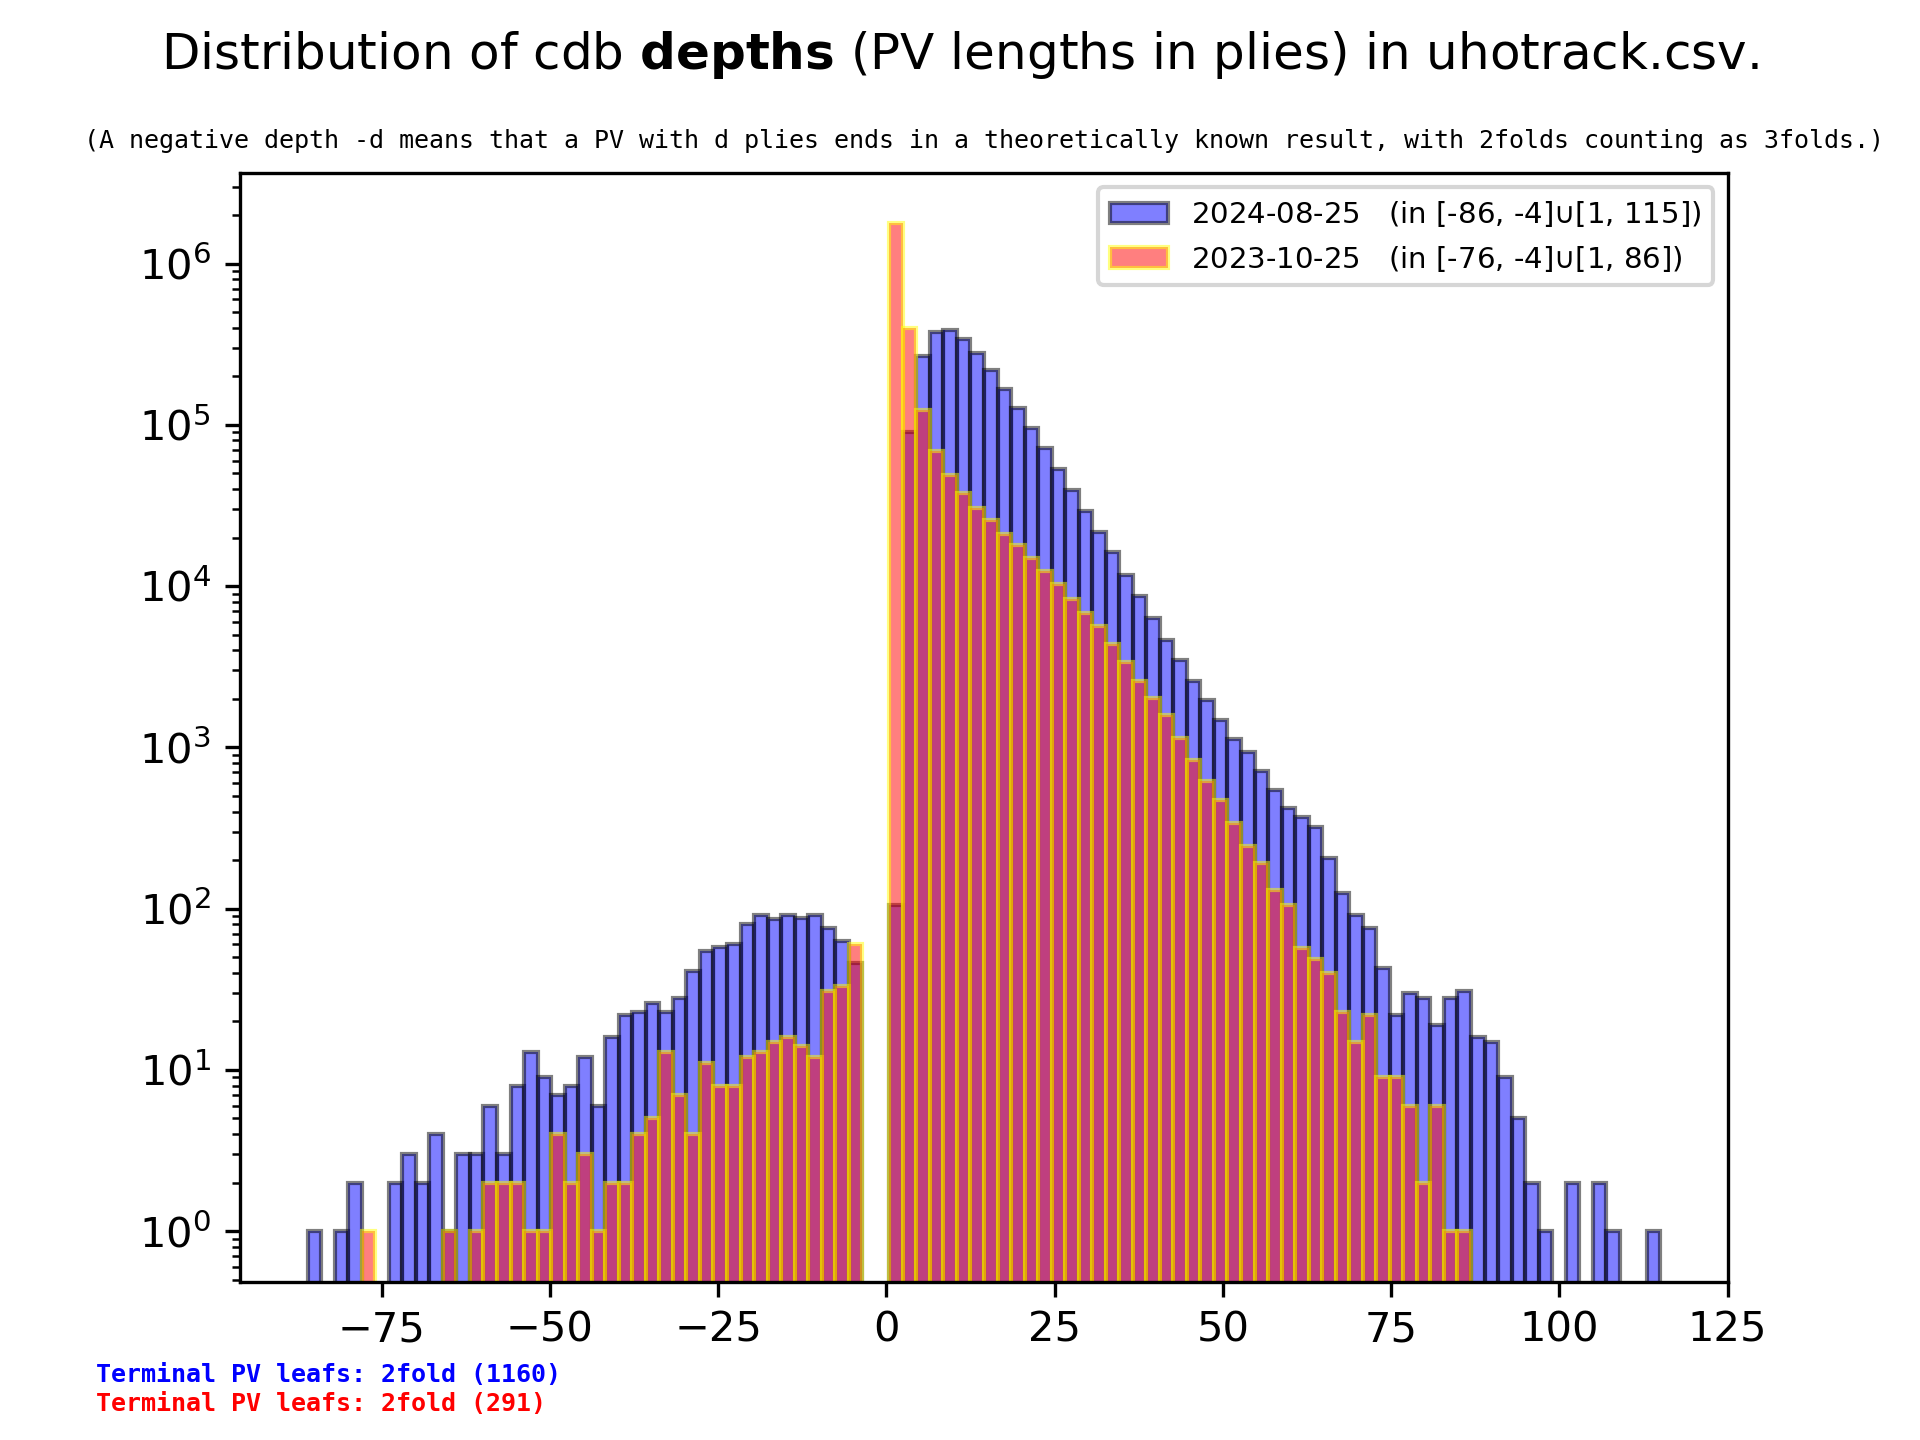 Distribution of cdb depths (PV lengths in plies) in uhotrack.csv.
(A negative depth -d means that a PV with d plies ends in a theoretically known result, with 2folds counting as 3folds.)
2024-08-25 (in [-86, -4]∪[1, 115])
2023-10-25 (in [-76, -4]∪[1, 86])
10⁶
10⁵
10⁴
10³
10²
10¹
10⁰
−75 −50 −25 0 25 50 75 100 125
Terminal PV leafs: 2fold (1160)
Terminal PV leafs: 2fold (291)